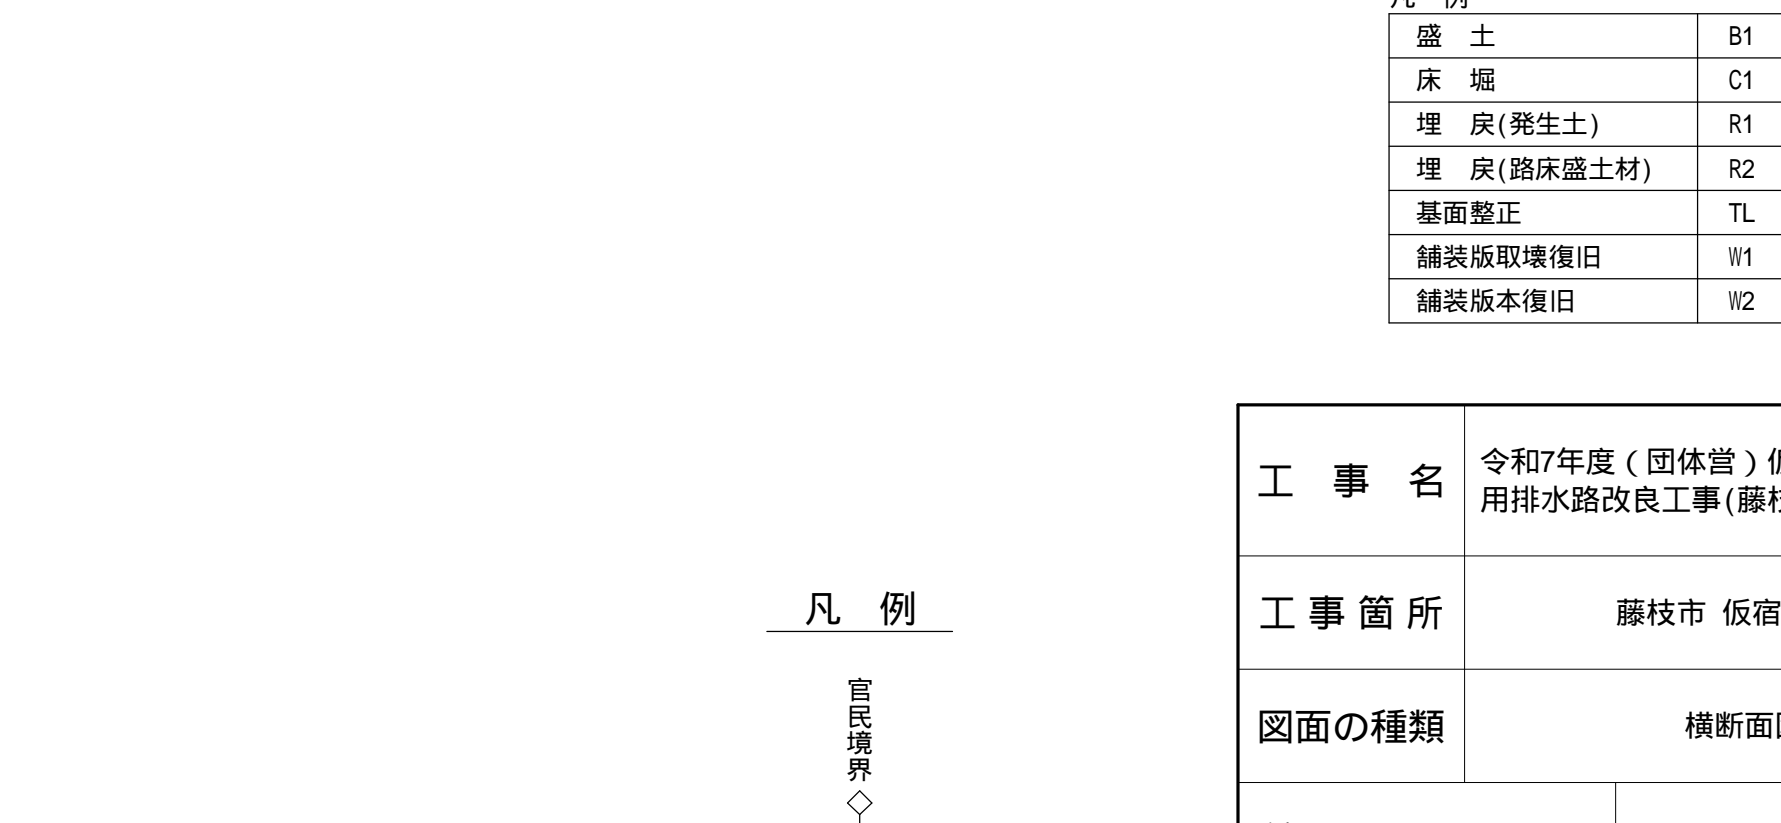 凡 例
盛 土 B1
床 堀 C1
埋 戻(発生土) R1
埋 戻(路床盛土材) R2
基面整正 TL
舗装版取壊復旧 W1
舗装版本復旧 W2
工 事 名
令和7年度(団体営)
用排水路改良工事(藤
工事箇所
藤枝市 仮宿
図面の種類
横断面
凡 例
官民境界